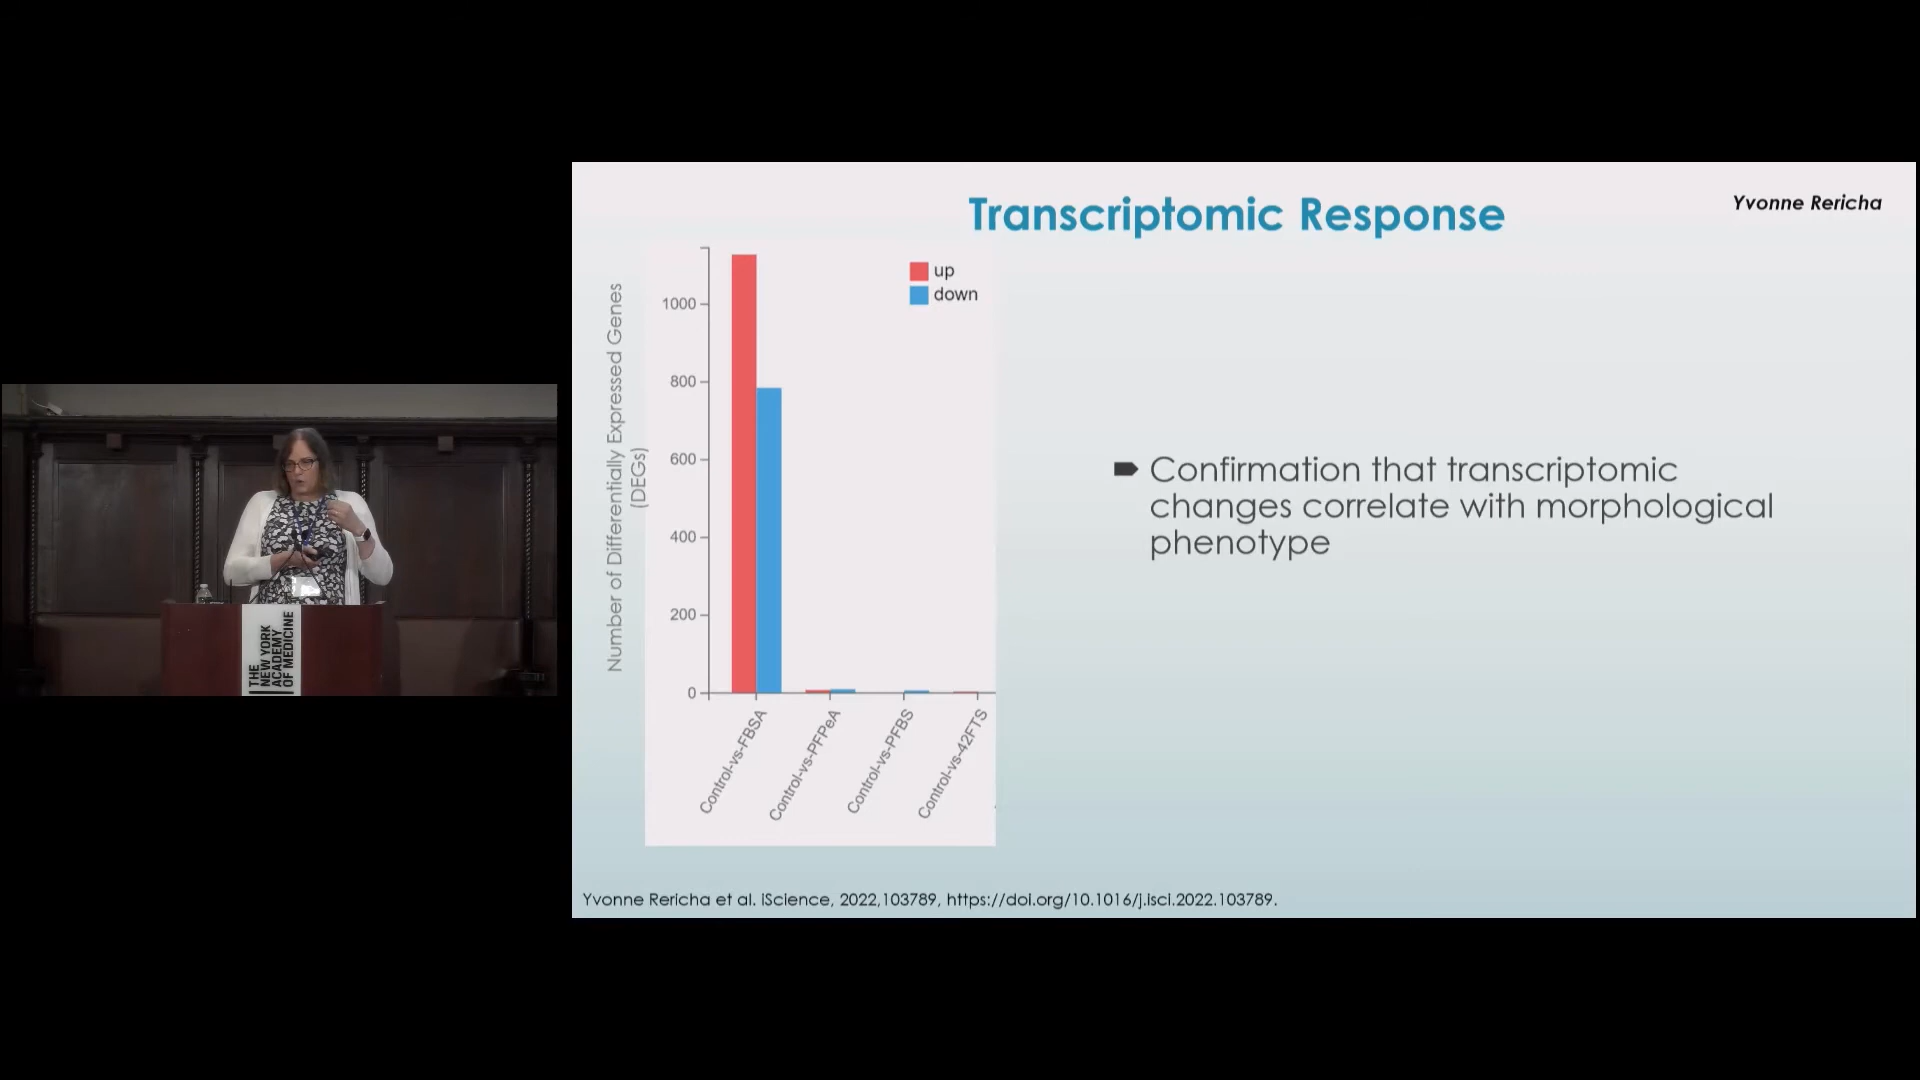 Transcriptomic Response
Yvonne Rericha
up
down
Number of Differentially Expressed Genes
(DEGs)
1000
800
600
400
200
0
Control-vs-FBSA
Control-vs-PFPeA
Control-vs-PFBS
Control-vs-42FTS
Confirmation that transcriptomic
changes correlate with morphological
phenotype
Yvonne Rericha et al. iScience, 2022,103789, https://doi.org/10.1016/j.isci.2022.103789.
THE
NEW YORK
ACADEMY
OF MEDICINE